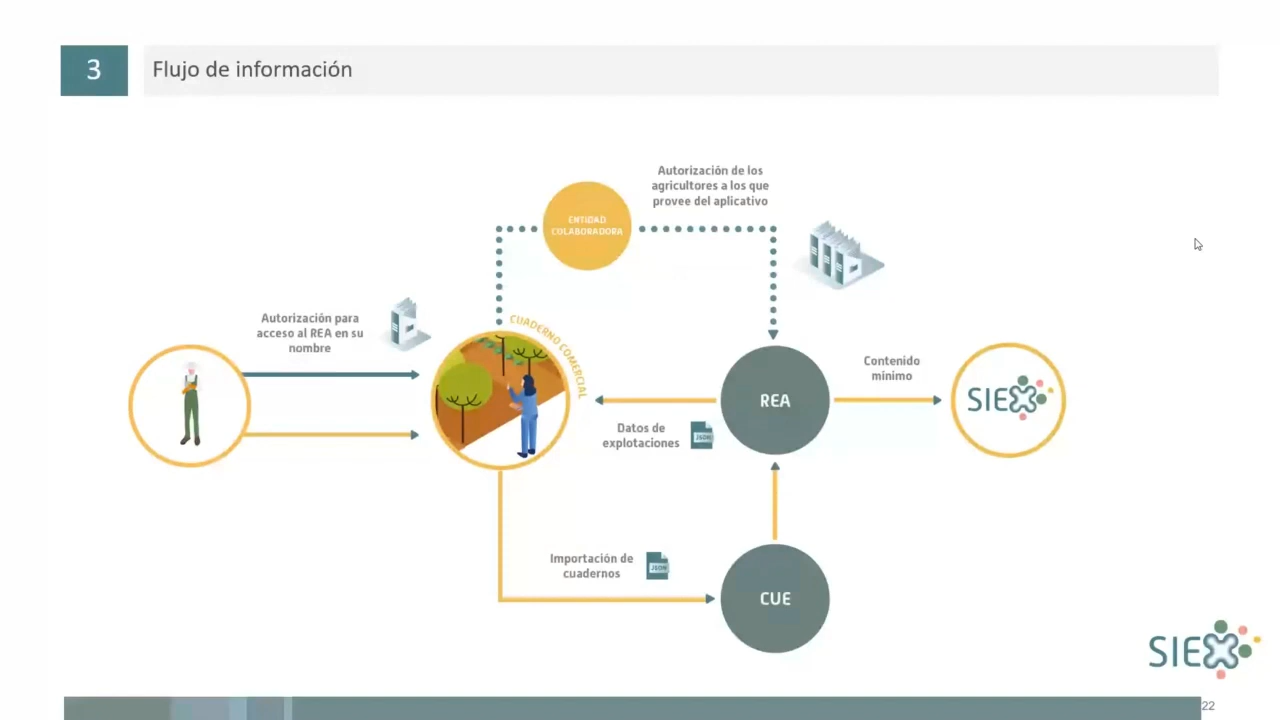 3
Flujo de información
Autorización de los
agricultores a los que
provee del aplicativo
ENTIDAD
COLABORADORA
Autorización para
acceso al REA en su
nombre
CUADERNO COMERCIAL
REA
Contenido
mínimo
SIEX
Datos de
explotaciones
JSON
Importación de
cuadernos
JSON
CUE
SIEX
22